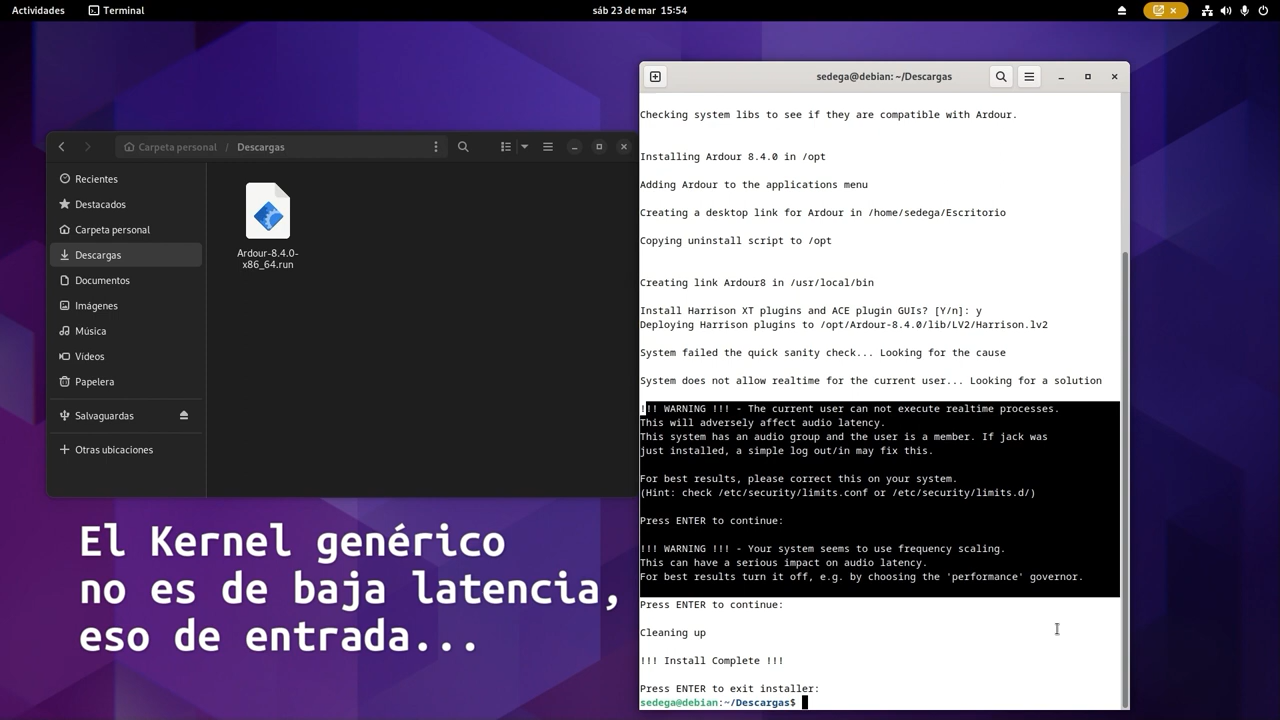 Actividades
Terminal
sáb 23 de mar  15:54
Carpeta personal / Descargas
Recientes
Destacados
Carpeta personal
Descargas
Documentos
Imágenes
Música
Vídeos
Papelera
Salvaguardas
Otras ubicaciones
Ardour-8.4.0-
x86_64.run
El Kernel genérico
no es de baja latencia,
eso de entrada...
sedega@debian: ~/Descargas
Checking system libs to see if they are compatible with Ardour.
Installing Ardour 8.4.0 in /opt
Adding Ardour to the applications menu
Creating a desktop link for Ardour in /home/sedega/Escritorio
Copying uninstall script to /opt
Creating link Ardour8 in /usr/local/bin
Install Harrison XT plugins and ACE plugin GUIs? [Y/n]: y
Deploying Harrison plugins to /opt/Ardour-8.4.0/lib/LV2/Harrison.lv2
System failed the quick sanity check... Looking for the cause
System does not allow realtime for the current user... Looking for a solution
!!! WARNING !!! - The current user can not execute realtime processes.
This will adversely affect audio latency.
This system has an audio group and the user is a member. If jack was
just installed, a simple log out/in may fix this.
For best results, please correct this on your system.
(Hint: check /etc/security/limits.conf or /etc/security/limits.d/)
Press ENTER to continue:
!!! WARNING !!! - Your system seems to use frequency scaling.
This can have a serious impact on audio latency.
For best results turn it off, e.g. by choosing the 'performance' governor.
Press ENTER to continue:
Cleaning up
!!! Install Complete !!!
Press ENTER to exit installer:
sedega@debian:~/Descargas$